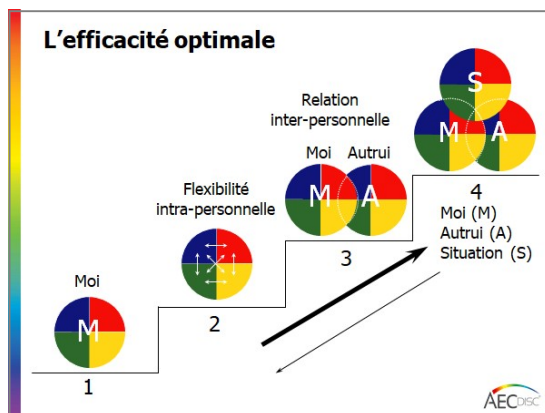 L'efficacité optimale
S
M A
Relation
inter-personnelle
Moi Autrui
M A
4
Moi (M)
Autrui (A)
Situation (S)
Flexibilité
intra-personnelle
3
Moi
M
2
1
AEC DISC